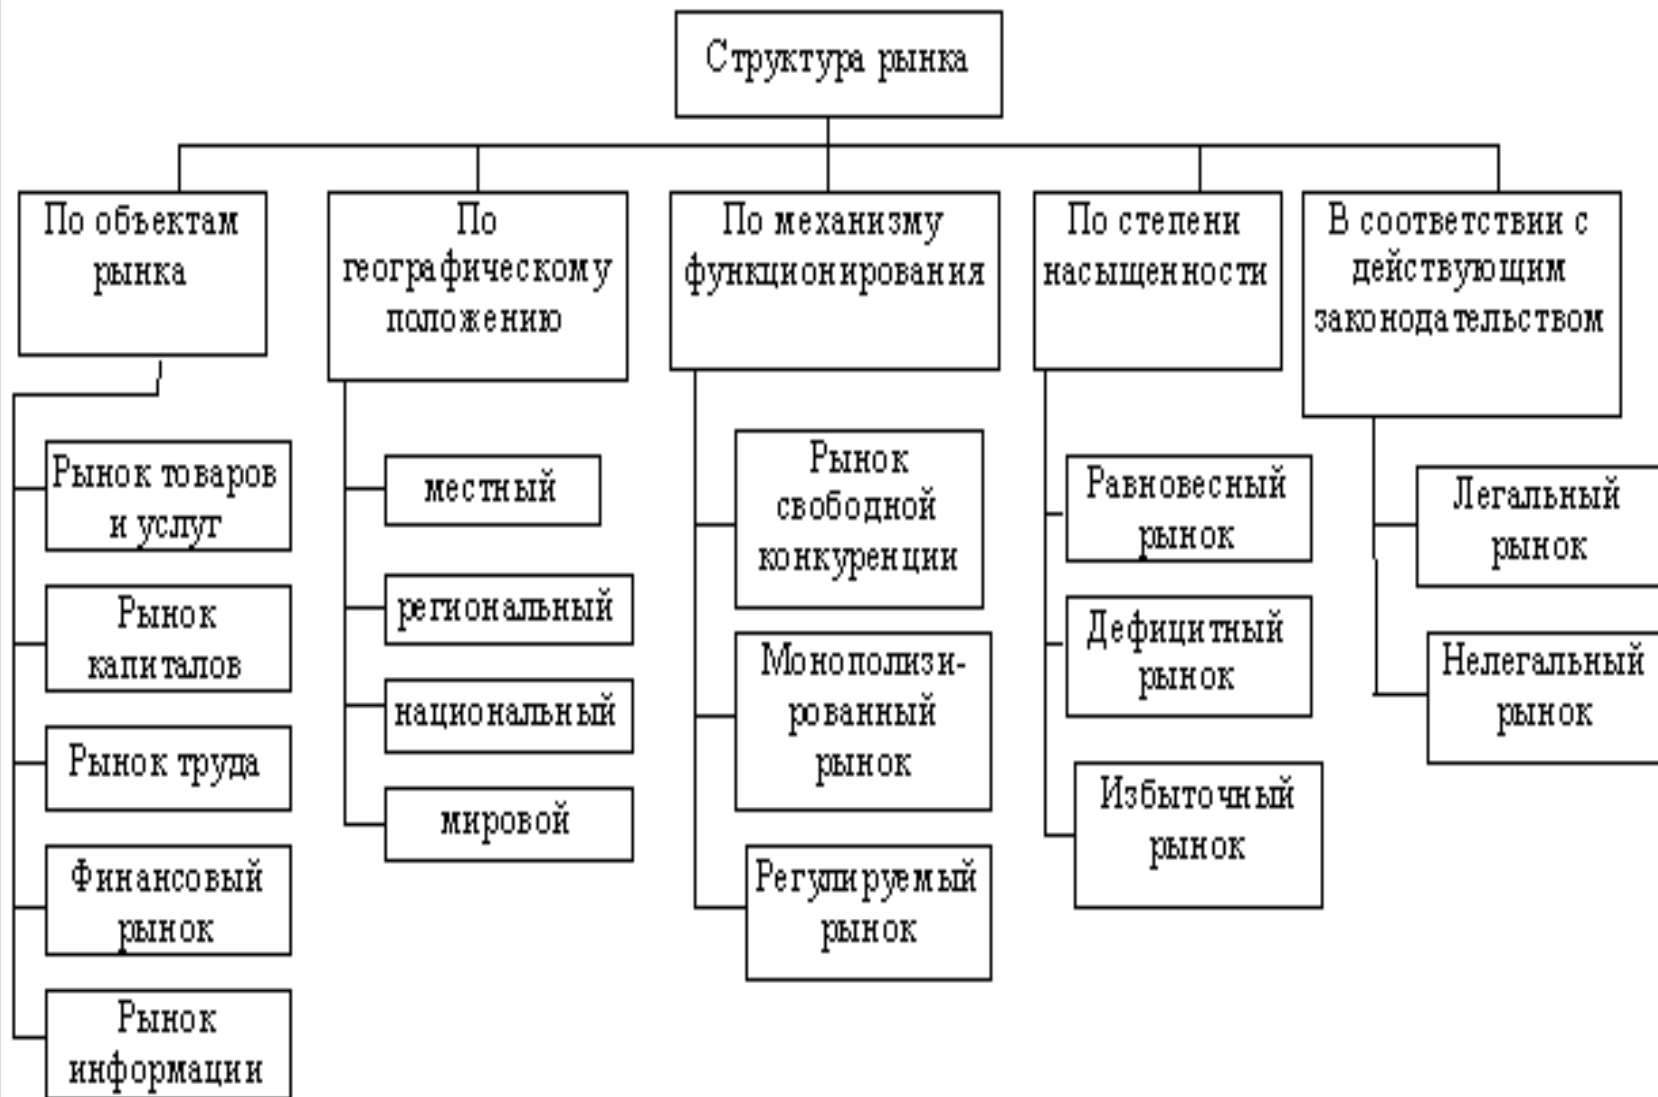 Структура рынка
По объектам
рынка
По
географическому
положению
По механизму
функционирования
По степени
насыщенности
В соответствии с
действующим
законодательством
Рынок товаров
и услуг
Рынок
капиталов
Рынок труда
Финансовый
рынок
Рынок
информации
местный
региональный
национальный
мировой
Рынок
свободной
конкуренции
Монополизи-
рованный
рынок
Регулируемый
рынок
Равновесный
рынок
Дефицитный
рынок
Избыточный
рынок
Легальный
рынок
Нелегальный
рынок